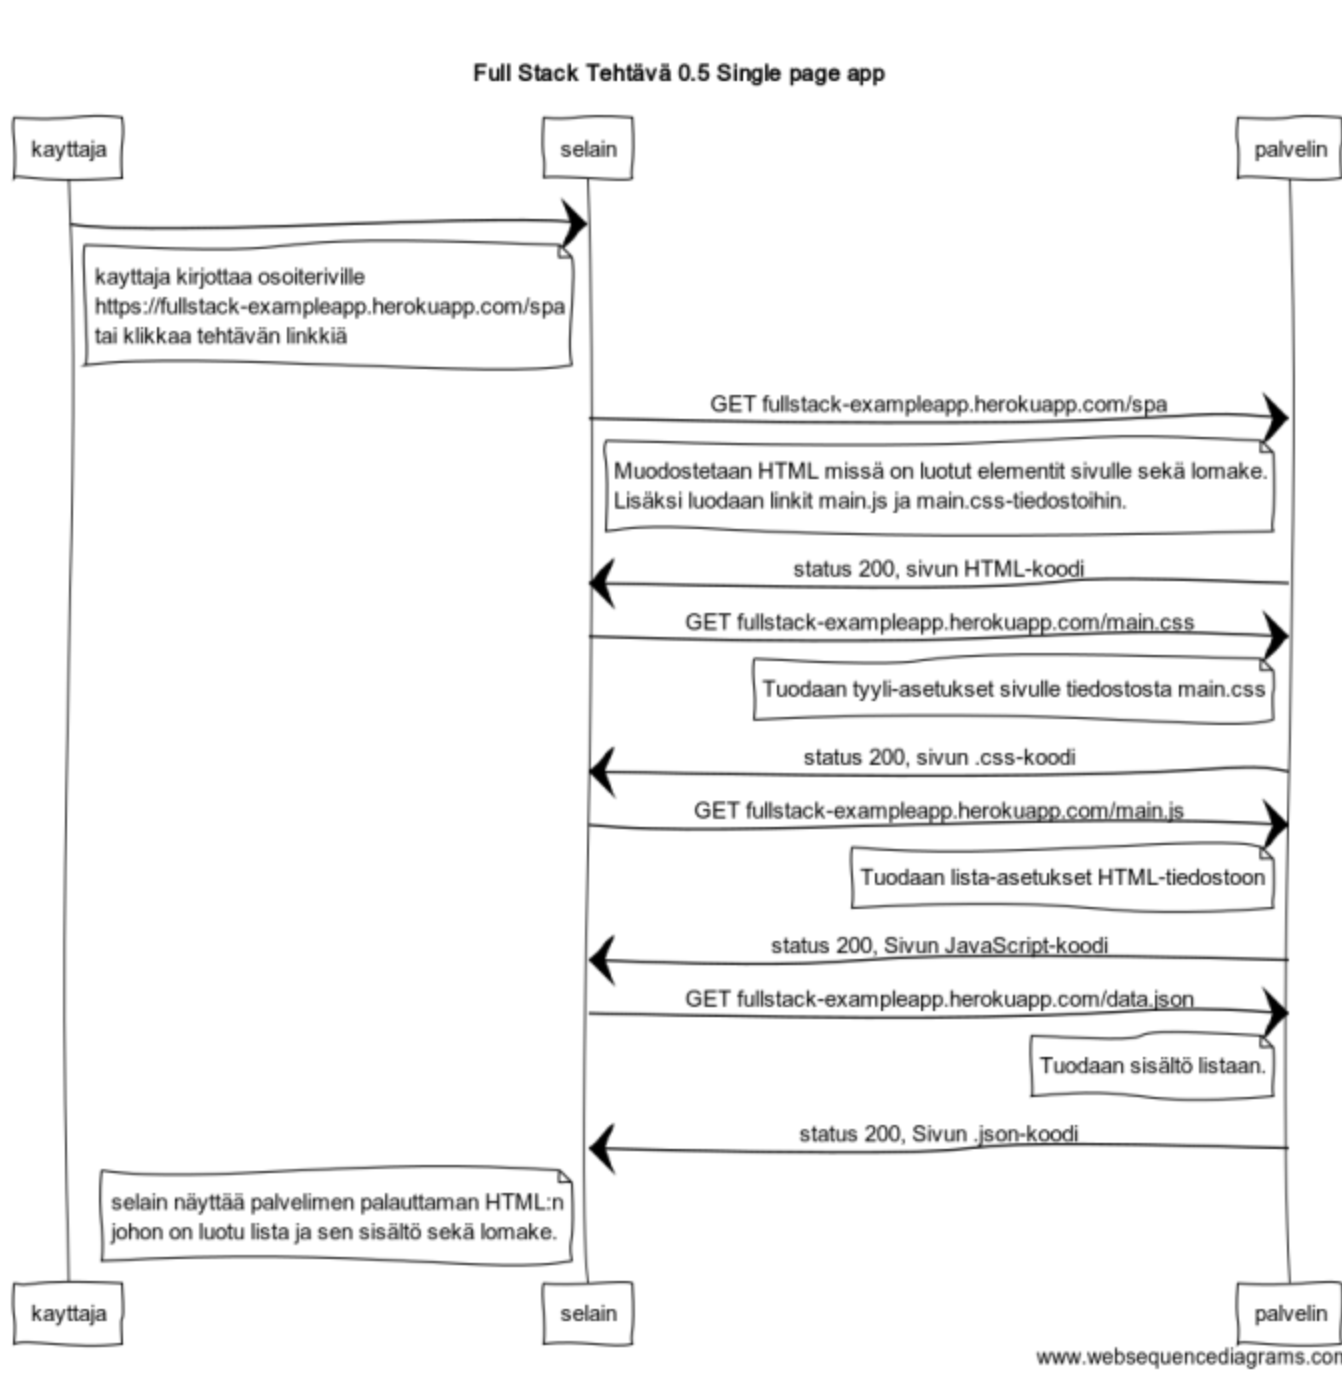 Full Stack Tehtävä 0.5 Single page app
kayttaja
selain
palvelin
kayttaja kirjottaa osoiteriville
https://fullstack-exampleapp.herokuapp.com/spa
tai klikkaa tehtävän linkkiä
GET fullstack-exampleapp.herokuapp.com/spa
Muodostetaan HTML missä on luotut elementit sivulle sekä lomake.
Lisäksi luodaan linkit main.js ja main.css-tiedostoihin.
status 200, sivun HTML-koodi
GET fullstack-exampleapp.herokuapp.com/main.css
Tuodaan tyyli-asetukset sivulle tiedostosta main.css
status 200, sivun .css-koodi
GET fullstack-exampleapp.herokuapp.com/main.js
Tuodaan lista-asetukset HTML-tiedostoon
status 200, Sivun JavaScript-koodi
GET fullstack-exampleapp.herokuapp.com/data.json
Tuodaan sisältö listaan.
status 200, Sivun .json-koodi
selain näyttää palvelimen palauttaman HTML:n
johon on luotu lista ja sen sisältö sekä lomake.
kayttaja
selain
palvelin
www.websequencediagrams.com